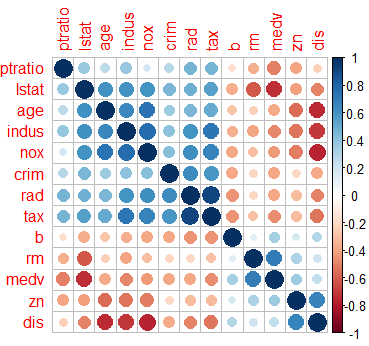 ptratio lstat age indus nox crim rad tax b rm medv zn dis
ptratio
lstat
age
indus
nox
crim
rad
tax
b
rm
medv
zn
dis
1
0.8
0.6
0.4
0.2
0
-0.2
-0.4
-0.6
-0.8
-1